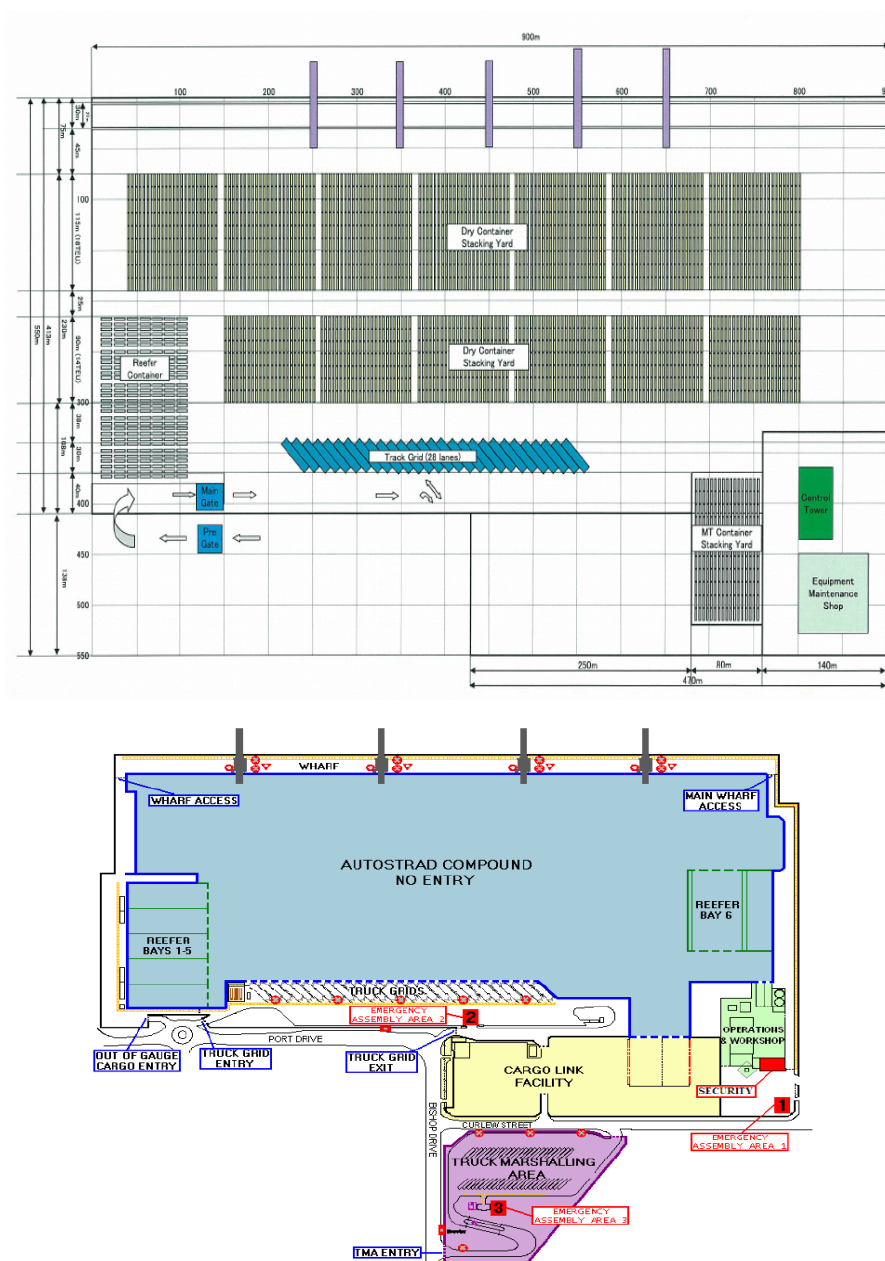 900m
100
200
300
400
500
600
700
800
30m
75m
45m
100
115m (18TEU)
25m
230m
413m
550m
90m (14TEU)
300
38m
30m
108m
40m
400
138m
450
500
550
Dry Container
Stacking Yard
Dry Container
Stacking Yard
Reefer
Container
Track Grid (28 lanes)
Main
Gate
Pre
Gate
MT Container
Stacking Yard
Control
Tower
Equipment
Maintenance
Shop
250m
80m
140m
470m
WHARF
WHARF ACCESS
MAIN WHARF
ACCESS
AUTOSTRAD COMPOUND
NO ENTRY
REEFER
BAY 6
REEFER
BAYS 1-5
TRUCK GRIDS
EMERGENCY
ASSEMBLY AREA 2
2
OPERATIONS
& WORKSHOP
PORT DRIVE
OUT OF GAUGE
CARGO ENTRY
TRUCK GRID
ENTRY
TRUCK GRID
EXIT
CARGO LINK
FACILITY
SECURITY
1
EMERGENCY
ASSEMBLY AREA 1
BISHOP DRIVE
CURLEW STREET
TRUCK MARSHALLING
AREA
3
EMERGENCY
ASSEMBLY AREA 3
TMA ENTRY